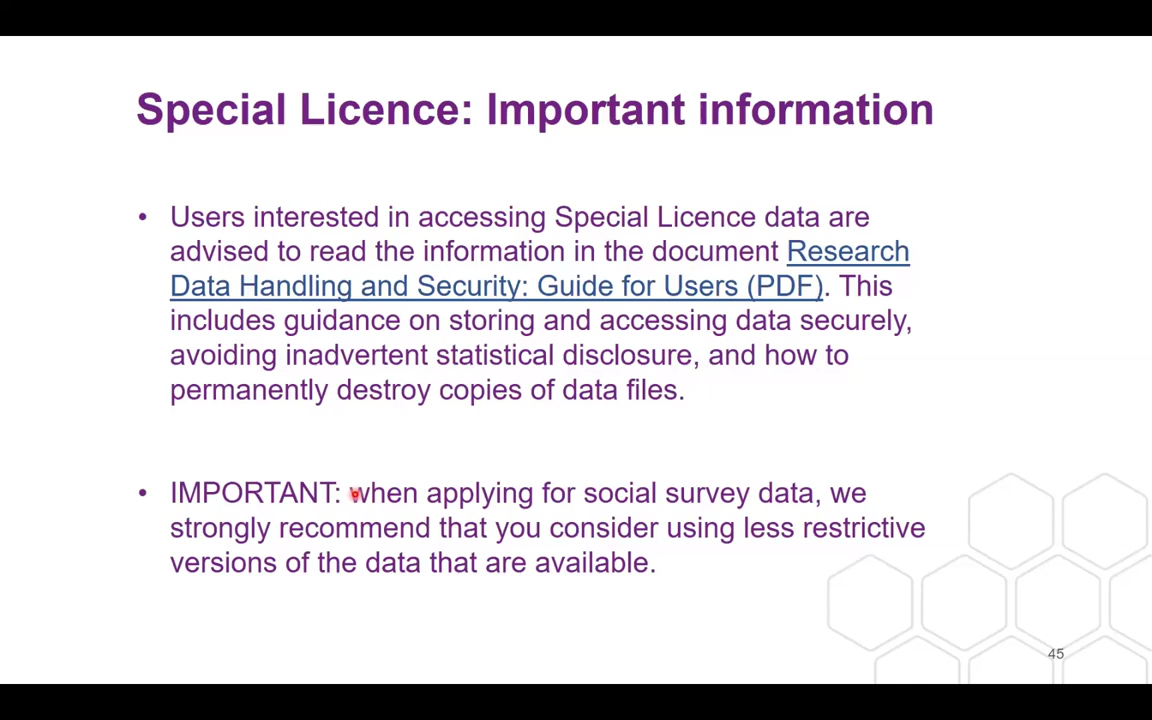 Special Licence: Important information
• Users interested in accessing Special Licence data are
advised to read the information in the document Research
Data Handling and Security: Guide for Users (PDF). This
includes guidance on storing and accessing data securely,
avoiding inadvertent statistical disclosure, and how to
permanently destroy copies of data files.
• IMPORTANT: when applying for social survey data, we
strongly recommend that you consider using less restrictive
versions of the data that are available.
45